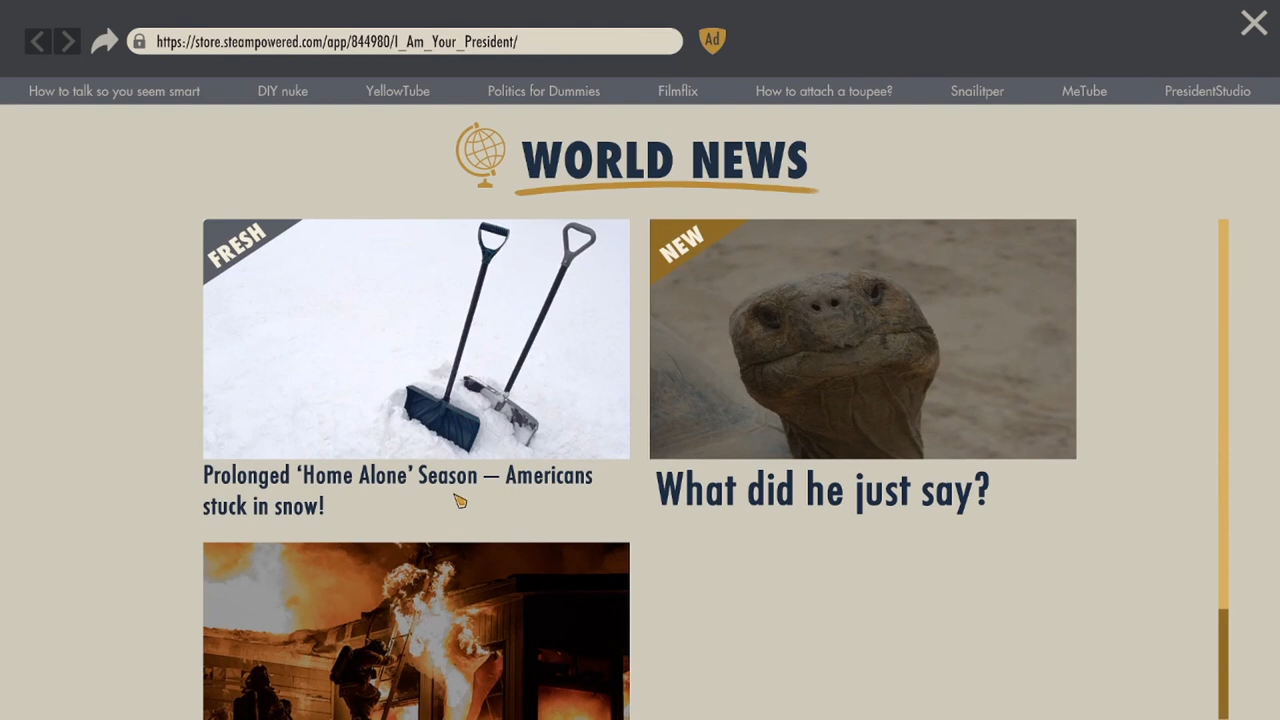 https://store.steampowered.com/app/844980/I_Am_Your_President/
Ad
How to talk so you seem smart
DIY nuke
YellowTube
Politics for Dummies
Filmflix
How to attach a toupee?
Snailitper
MeTube
PresidentStudio
WORLD NEWS
FRESH
NEW
Prolonged ‘Home Alone’ Season — Americans
stuck in snow!
What did he just say?